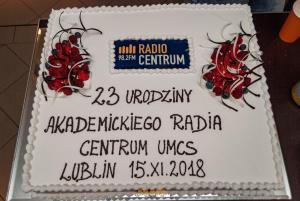 RADIO
98.2FM CENTRUM
23 URODZINY
AKADEMICKIEGO RADIA
CENTRUM UMCS
LUBLIN 15.XI.2018